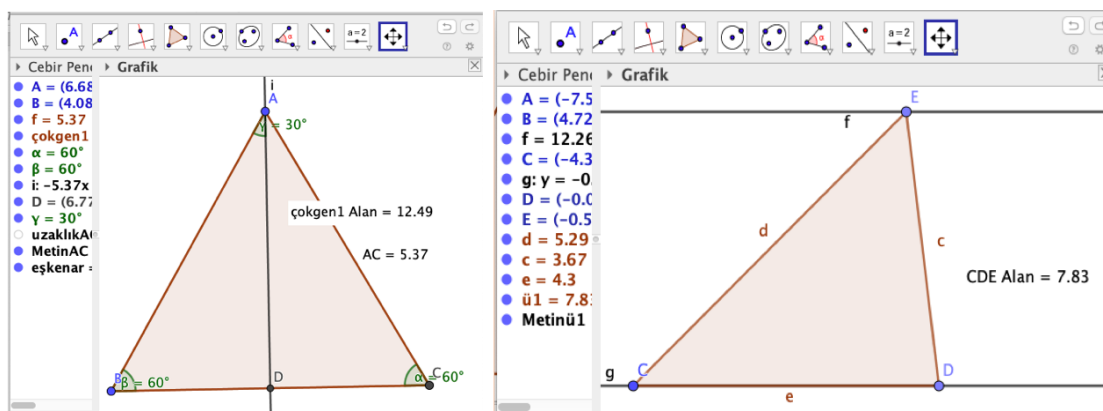 a=2
Cebir Pene
Grafik
A = (6.68
B = (4.08
f = 5.37
çokgen1
α = 60°
β = 60°
i: -5.37x
D = (6.77
γ = 30°
uzaklıkA
MetinAC
eşkenar =
i
A
γ = 30°
çokgen1 Alan = 12.49
AC = 5.37
B
β = 60°
D
α = 60°
C
a=2
Cebir Pene
Grafik
A = (-7.5
B = (4.72
f = 12.26
C = (-4.3
g: y = -0.
D = (-0.0
E = (-0.5
d = 5.29
c = 3.67
e = 4.3
ü1 = 7.83
Metinü1
E
f
d
c
CDE Alan = 7.83
g
C
D
e